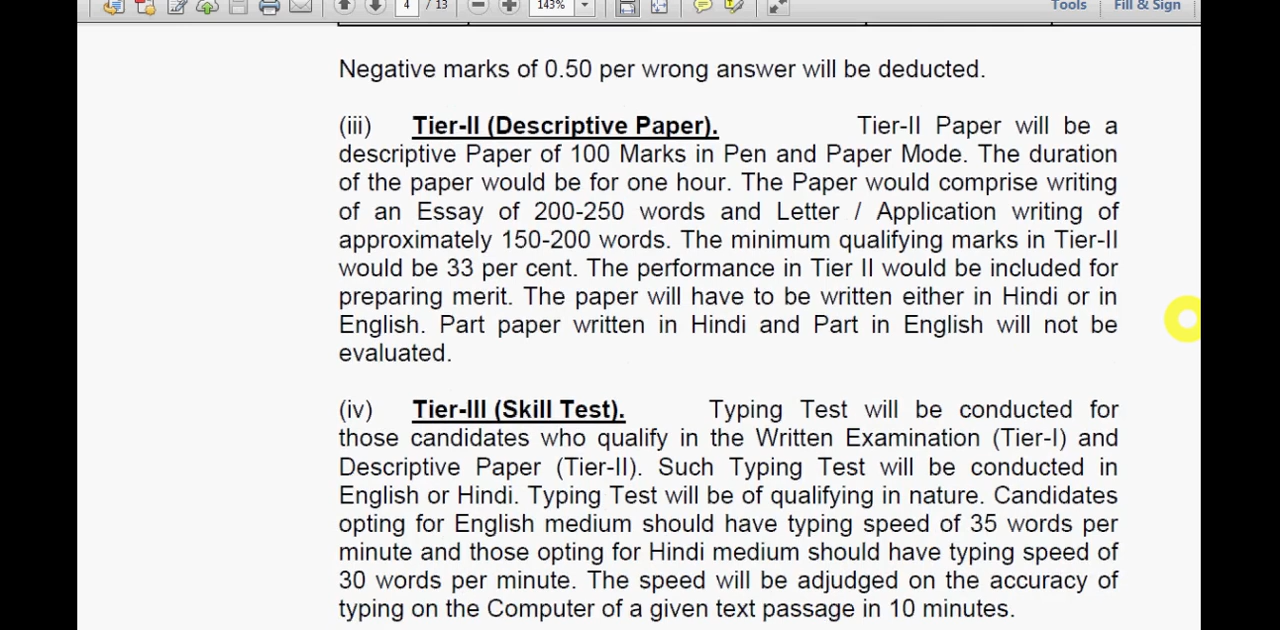 4 / 13 143% Tools Fill & Sign
Negative marks of 0.50 per wrong answer will be deducted.
(iii) Tier-II (Descriptive Paper). Tier-II Paper will be a
descriptive Paper of 100 Marks in Pen and Paper Mode. The duration
of the paper would be for one hour. The Paper would comprise writing
of an Essay of 200-250 words and Letter / Application writing of
approximately 150-200 words. The minimum qualifying marks in Tier-II
would be 33 per cent. The performance in Tier II would be included for
preparing merit. The paper will have to be written either in Hindi or in
English. Part paper written in Hindi and Part in English will not be
evaluated.
(iv) Tier-III (Skill Test). Typing Test will be conducted for
those candidates who qualify in the Written Examination (Tier-I) and
Descriptive Paper (Tier-II). Such Typing Test will be conducted in
English or Hindi. Typing Test will be of qualifying in nature. Candidates
opting for English medium should have typing speed of 35 words per
minute and those opting for Hindi medium should have typing speed of
30 words per minute. The speed will be adjudged on the accuracy of
typing on the Computer of a given text passage in 10 minutes.